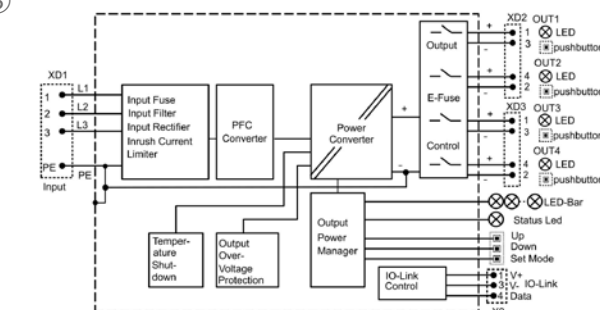 XD1
1
L1
2
L2
3
L3
PE
PE
Input
Input Fuse
Input Filter
Input Rectifier
Inrush Current
Limiter
PFC
Converter
Power
Converter
+
-
Output
E-Fuse
Control
+
-
+
-
+
-
+
-
XD2
OUT1
1
LED
3
pushbutton
OUT2
4
LED
2
pushbutton
XD3
OUT3
1
LED
3
pushbutton
OUT4
4
LED
2
pushbutton
Temper-
ature
Shut-
down
Output
Over-
Voltage
Protection
Output
Power
Manager
LED-Bar
Status Led
Up
Down
Set Mode
IO-Link
Control
1 V+
3 V- IO-Link
4 Data